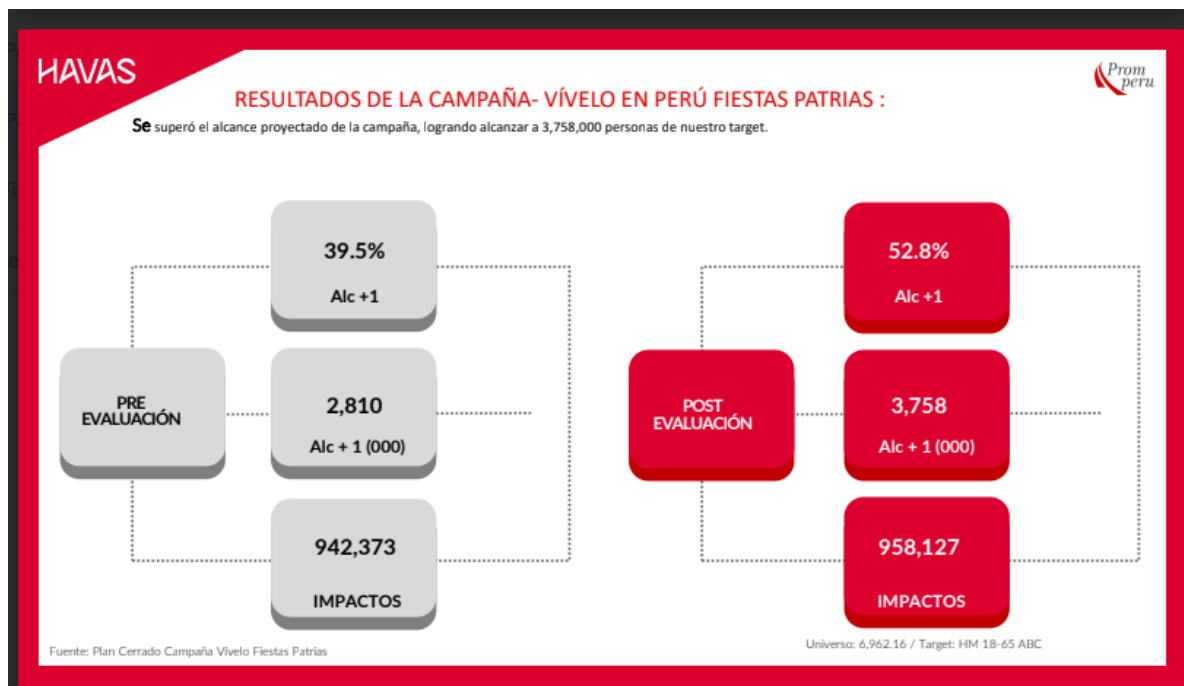 HAVAS
Prom
peru
RESULTADOS DE LA CAMPAÑA- VÍVELO EN PERÚ FIESTAS PATRIAS :
Se superó el alcance proyectado de la campaña, logrando alcanzar a 3,758,000 personas de nuestro target.
PRE
EVALUACIÓN
39.5%
Alc +1
2,810
Alc + 1 (000)
942,373
IMPACTOS
POST
EVALUACIÓN
52.8%
Alc +1
3,758
Alc + 1 (000)
958,127
IMPACTOS
Fuente: Plan Cerrado Campaña Vívelo Fiestas Patrias
Universo: 6,962.16 / Target: HM 18-65 ABC